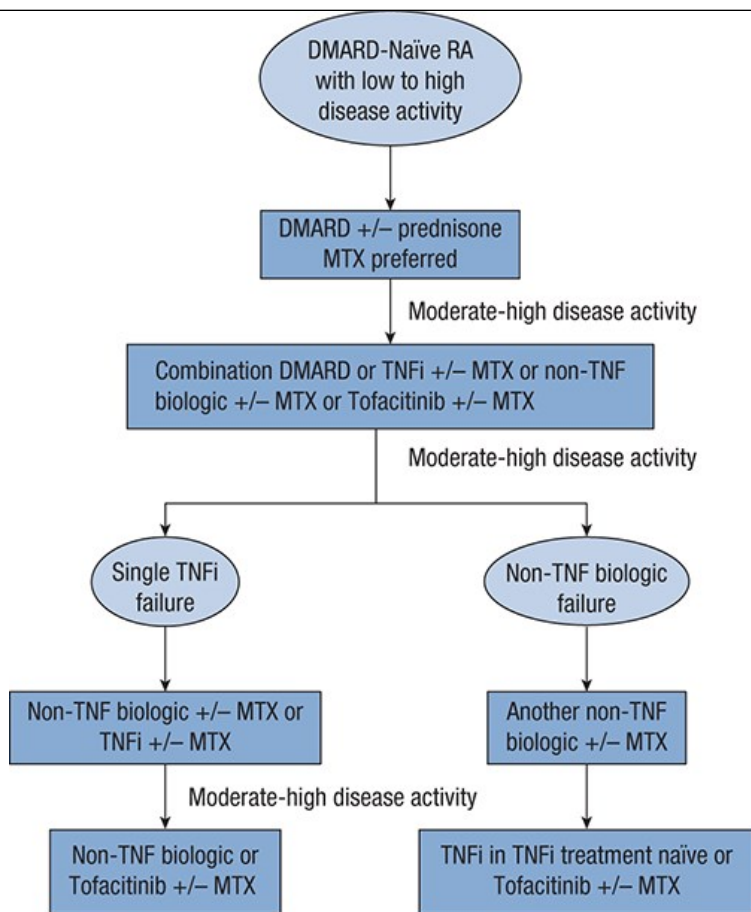 DMARD-Naïve RA
with low to high
disease activity
DMARD +/– prednisone
MTX preferred
Moderate-high disease activity
Combination DMARD or TNFi +/– MTX or non-TNF
biologic +/– MTX or Tofacitinib +/– MTX
Moderate-high disease activity
Single TNFi
failure
Non-TNF biologic
failure
Non-TNF biologic +/– MTX or
TNFi +/– MTX
Another non-TNF
biologic +/– MTX
Moderate-high disease activity
Non-TNF biologic or
Tofacitinib +/– MTX
TNFi in TNFi treatment naïve or
Tofacitinib +/– MTX